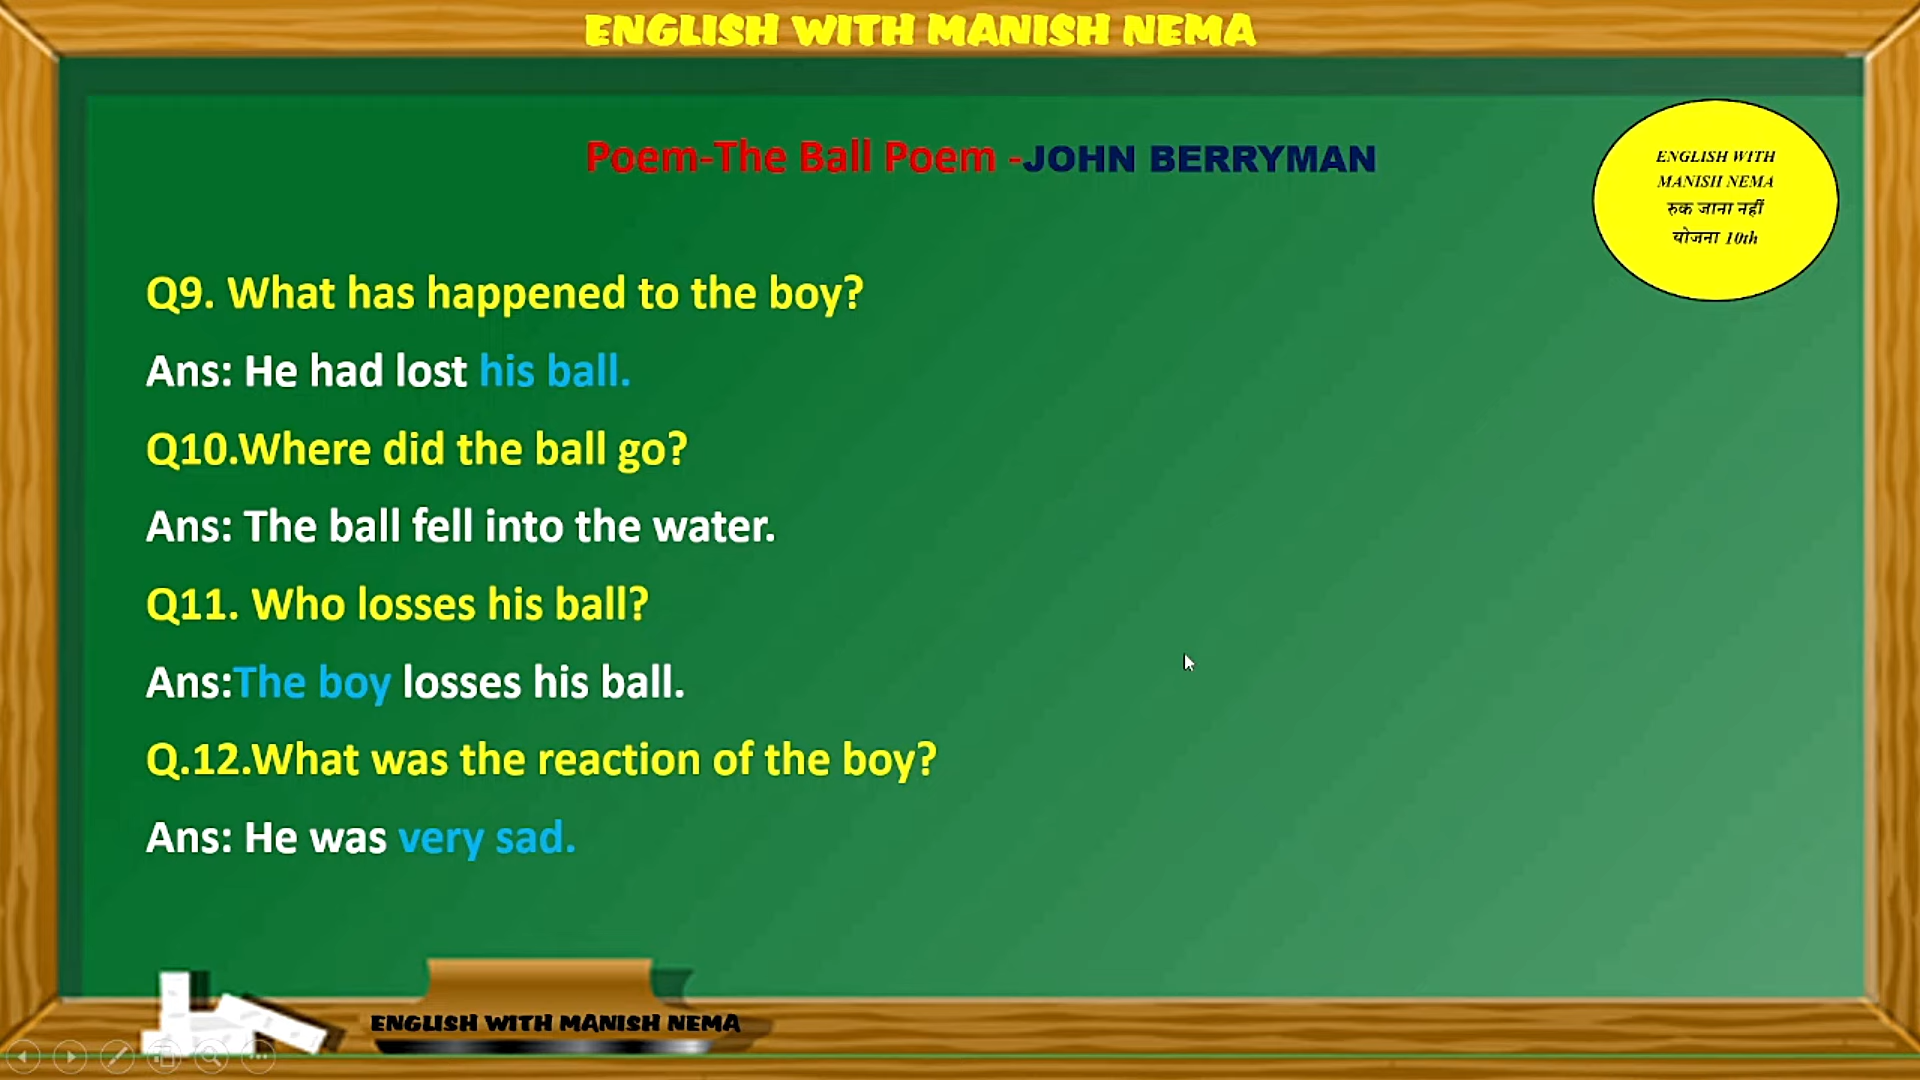 ENGLISH WITH MANISH NEMA
Poem-The Ball Poem -JOHN BERRYMAN
ENGLISH WITH
MANISH NEMA
रुक जाना नहीं
योजना 10th
Q9. What has happened to the boy?
Ans: He had lost his ball.
Q10.Where did the ball go?
Ans: The ball fell into the water.
Q11. Who losses his ball?
Ans:The boy losses his ball.
Q.12.What was the reaction of the boy?
Ans: He was very sad.
ENGLISH WITH MANISH NEMA